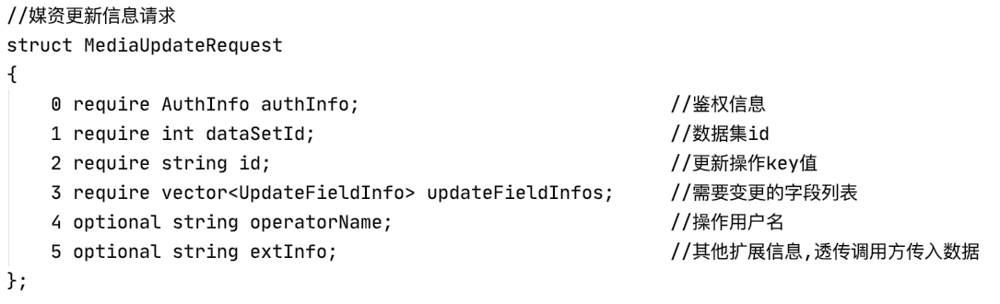 //媒资更新信息请求
struct MediaUpdateRequest
{
    0 require AuthInfo authInfo;                            //鉴权信息
    1 require int dataSetId;                                //数据集id
    2 require string id;                                    //更新操作key值
    3 require vector<UpdateFieldInfo> updateFieldInfos;     //需要变更的字段列表
    4 optional string operatorName;                         //操作用户名
    5 optional string extInfo;                              //其他扩展信息,透传调用方传入数据
};